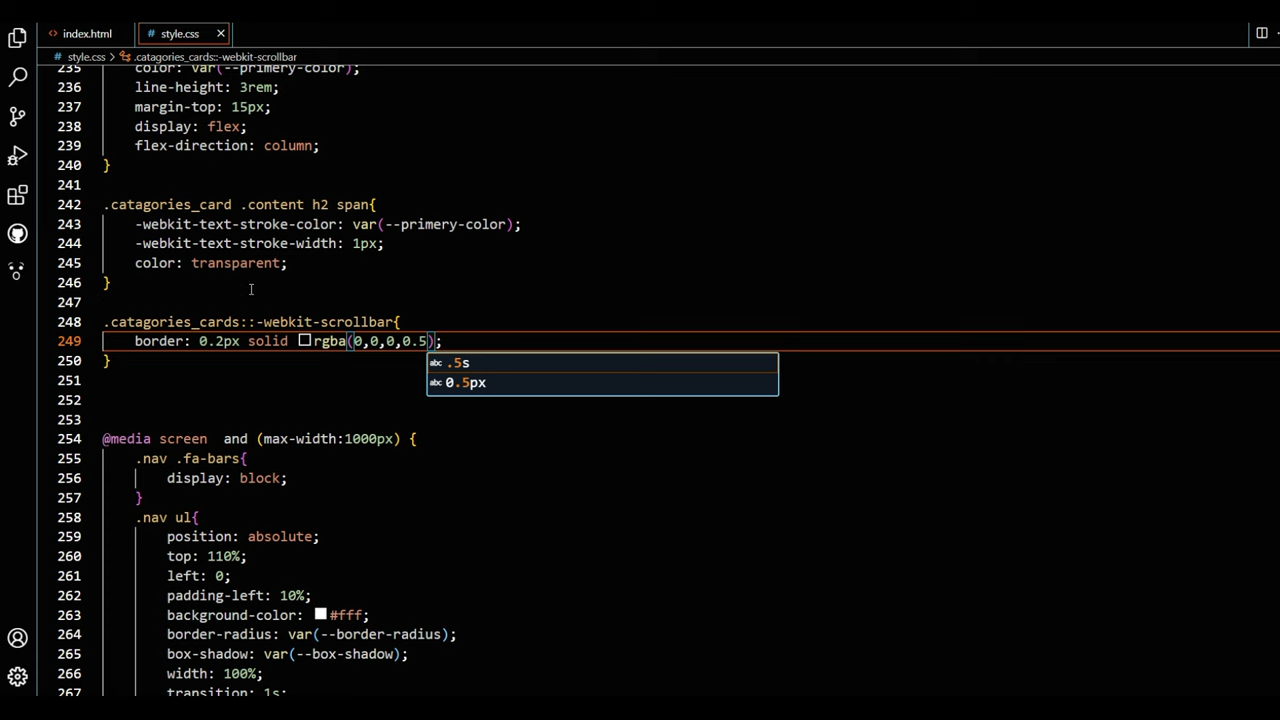 index.html
style.css
style.css > .catagories_cards::-webkit-scrollbar
235 color: var(--primery-color);
236 line-height: 3rem;
237 margin-top: 15px;
238 display: flex;
239 flex-direction: column;
240 }
241
242 .catagories_card .content h2 span{
243 -webkit-text-stroke-color: var(--primery-color);
244 -webkit-text-stroke-width: 1px;
245 color: transparent;
246 }
247
248 .catagories_cards::-webkit-scrollbar{
249 border: 0.2px solid rgba(0,0,0,0.5);
250 }
abc .5s
abc 0.5px
251
252
253
254 @media screen  and (max-width:1000px) {
255 .nav .fa-bars{
256 display: block;
257 }
258 .nav ul{
259 position: absolute;
260 top: 110%;
261 left: 0;
262 padding-left: 10%;
263 background-color: #fff;
264 border-radius: var(--border-radius);
265 box-shadow: var(--box-shadow);
266 width: 100%;
267 transition: 1s;